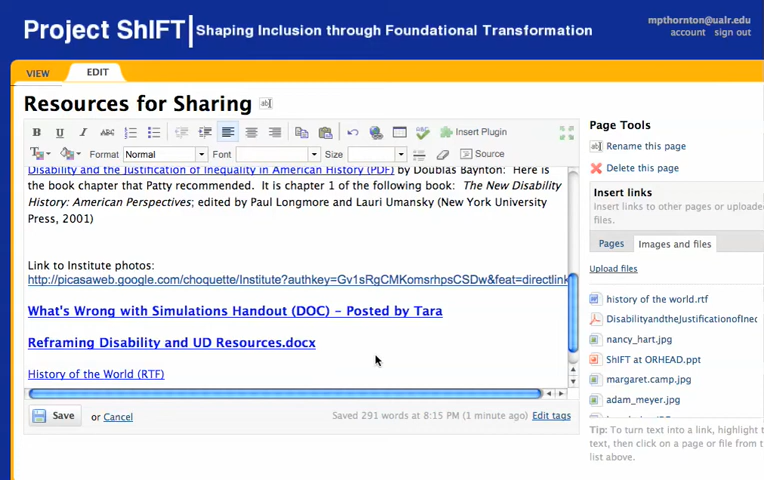 Project ShIFT | Shaping Inclusion through Foundational Transformation
mpthornton@ualr.edu
account sign out
VIEW EDIT
Resources for Sharing abl
B U I ABC Insert Plugin
T Format Normal Font Size Source
Disability and the Justification of Inequality in American History (PDF) by Douglas Baynton: Here is
the book chapter that Patty recommended. It is chapter 1 of the following book: The New Disability
History: American Perspectives; edited by Paul Longmore and Lauri Umansky (New York University
Press, 2001)
Link to Institute photos:
http://picasaweb.google.com/choquette/Institute?authkey=Gv1sRgCMKomsrhpsCSDw&feat=directlink
What's Wrong with Simulations Handout (DOC) - Posted by Tara
Reframing Disability and UD Resources.docx
History of the World (RTF)
Save or Cancel Saved 291 words at 8:15 PM (1 minute ago) Edit tags
Page Tools
abl Rename this page
Delete this page
Insert links
Insert links to other pages or uploade
files.
Pages Images and files
Upload files
history of the world.rtf
DisabilityandtheJustificationofIneq
nancy_hart.jpg
ShIFT at ORHEAD.ppt
margaret.camp.jpg
adam_meyer.jpg
Tip: To turn text into a link, highlight t
text, then click on a page or file from t
list above.